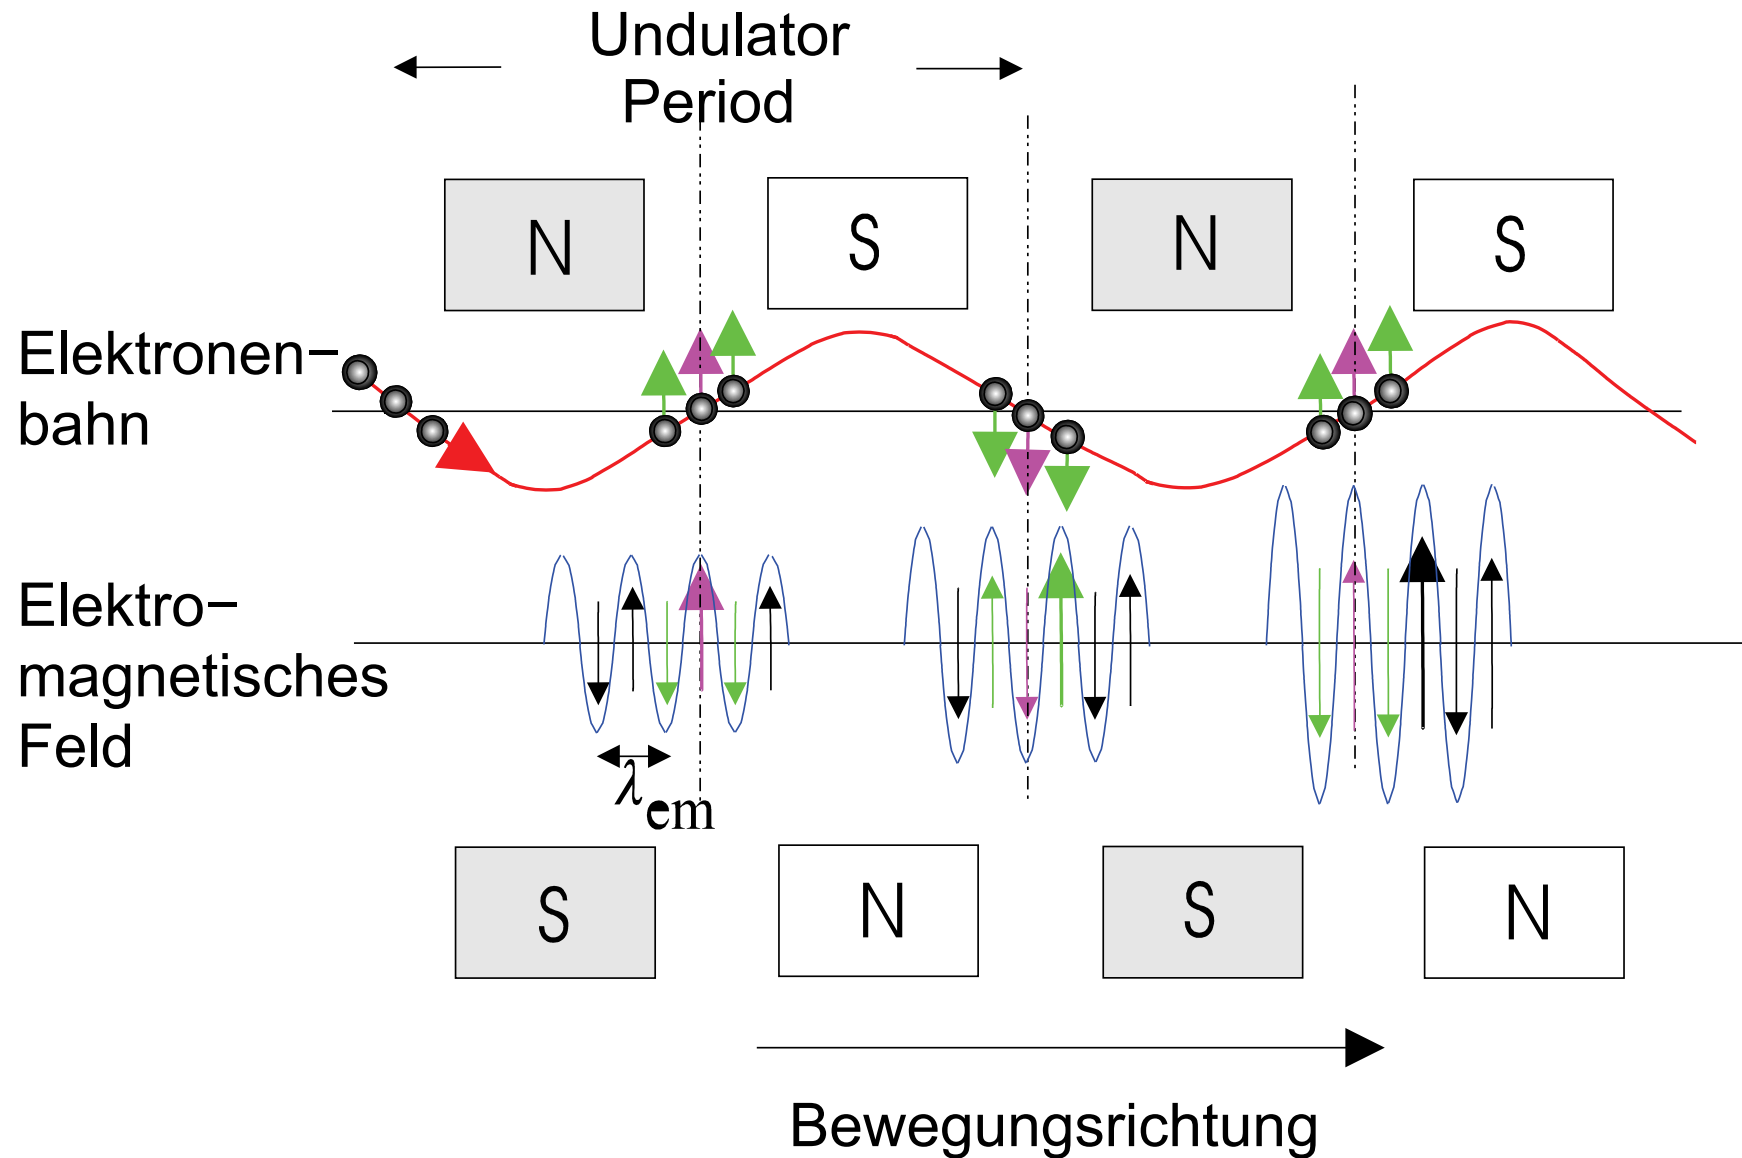 Undulator
Period
N
S
N
S
Elektronen–
bahn
Elektro–
magnetisches
Feld
λem
S
N
S
N
Bewegungsrichtung